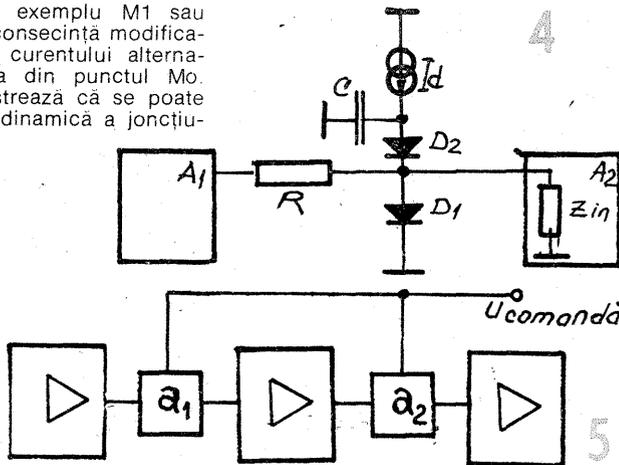 exemplu M1 sau
consecință modifica-
curentului alterna-
a din punctul Mo.
strează că se poate
dinamică a joncțiu-
4
Id
C
D2
A1
R
D1
A2
Zin
Ucomandă
a1
a2
5